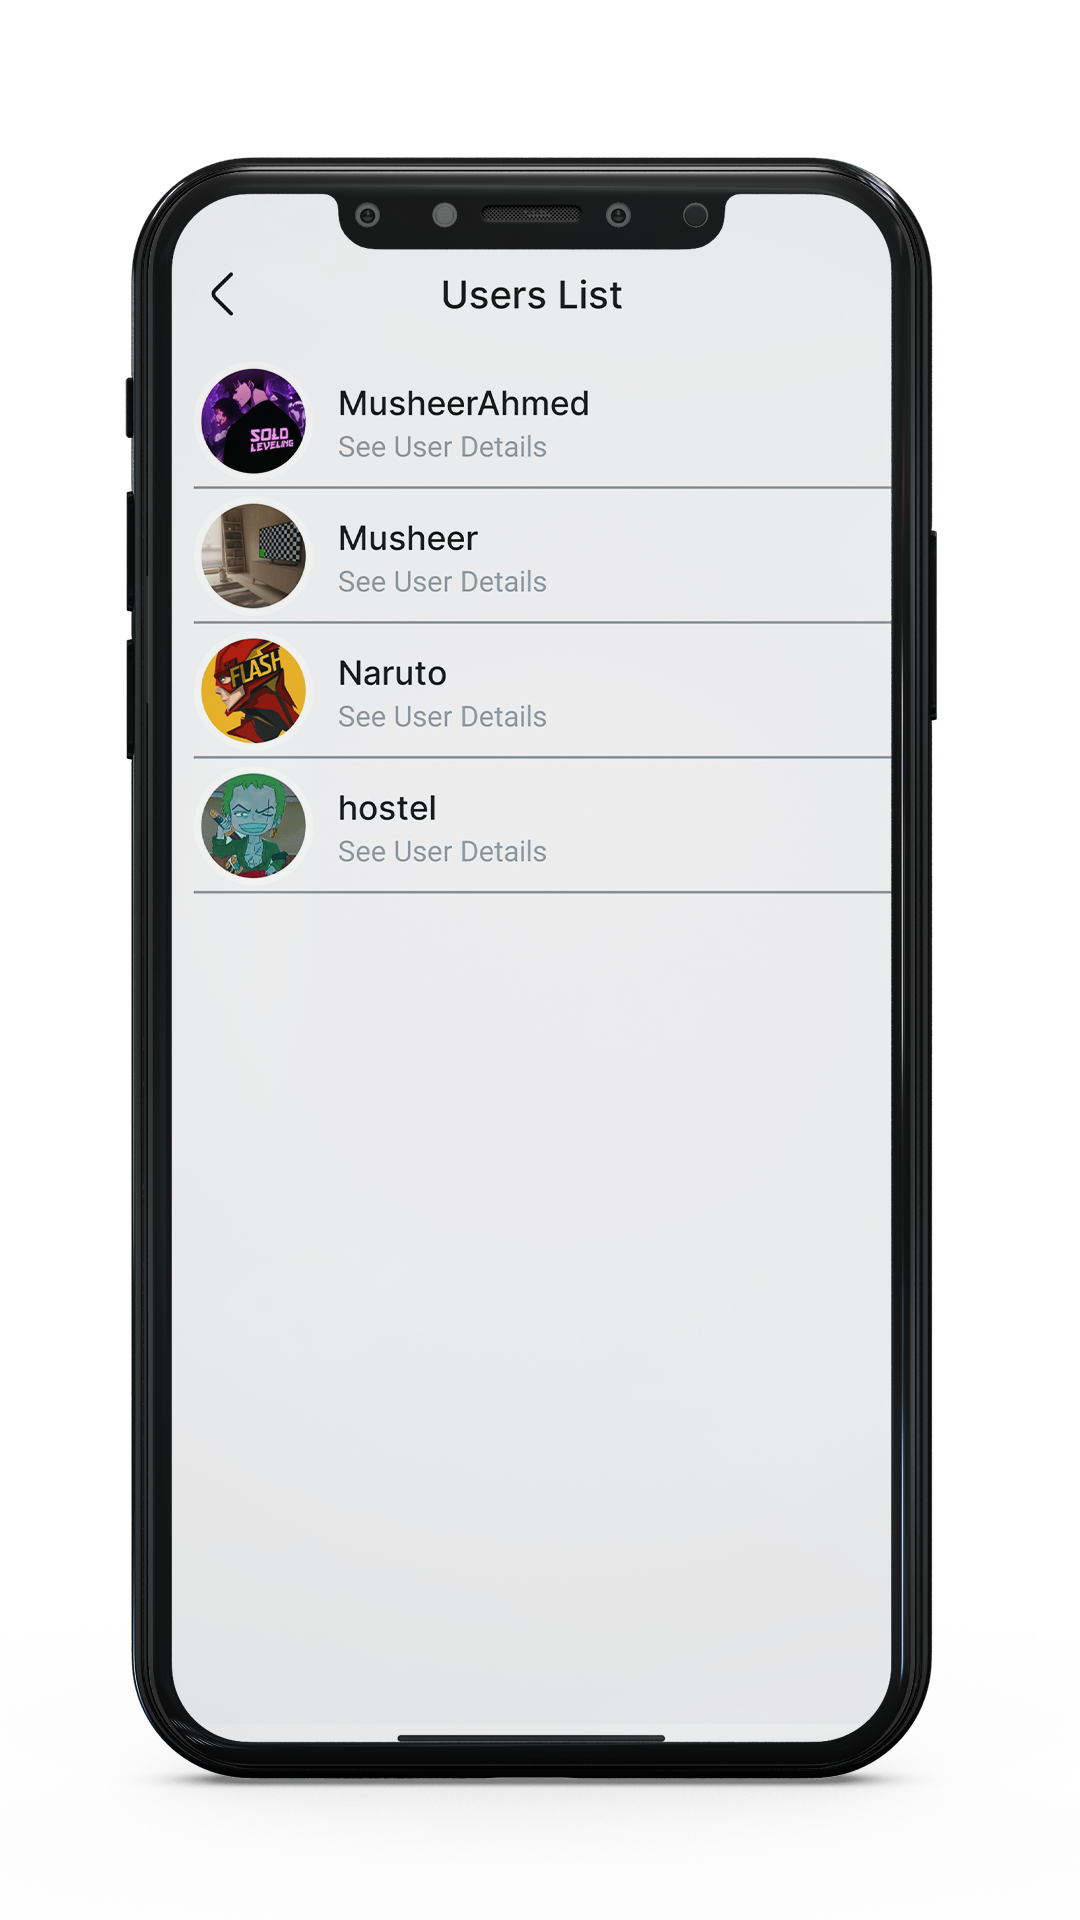 Users List
MusheerAhmed
SOLO
LEVELING
See User Details
Musheer
See User Details
FLASH
Naruto
See User Details
hostel
See User Details